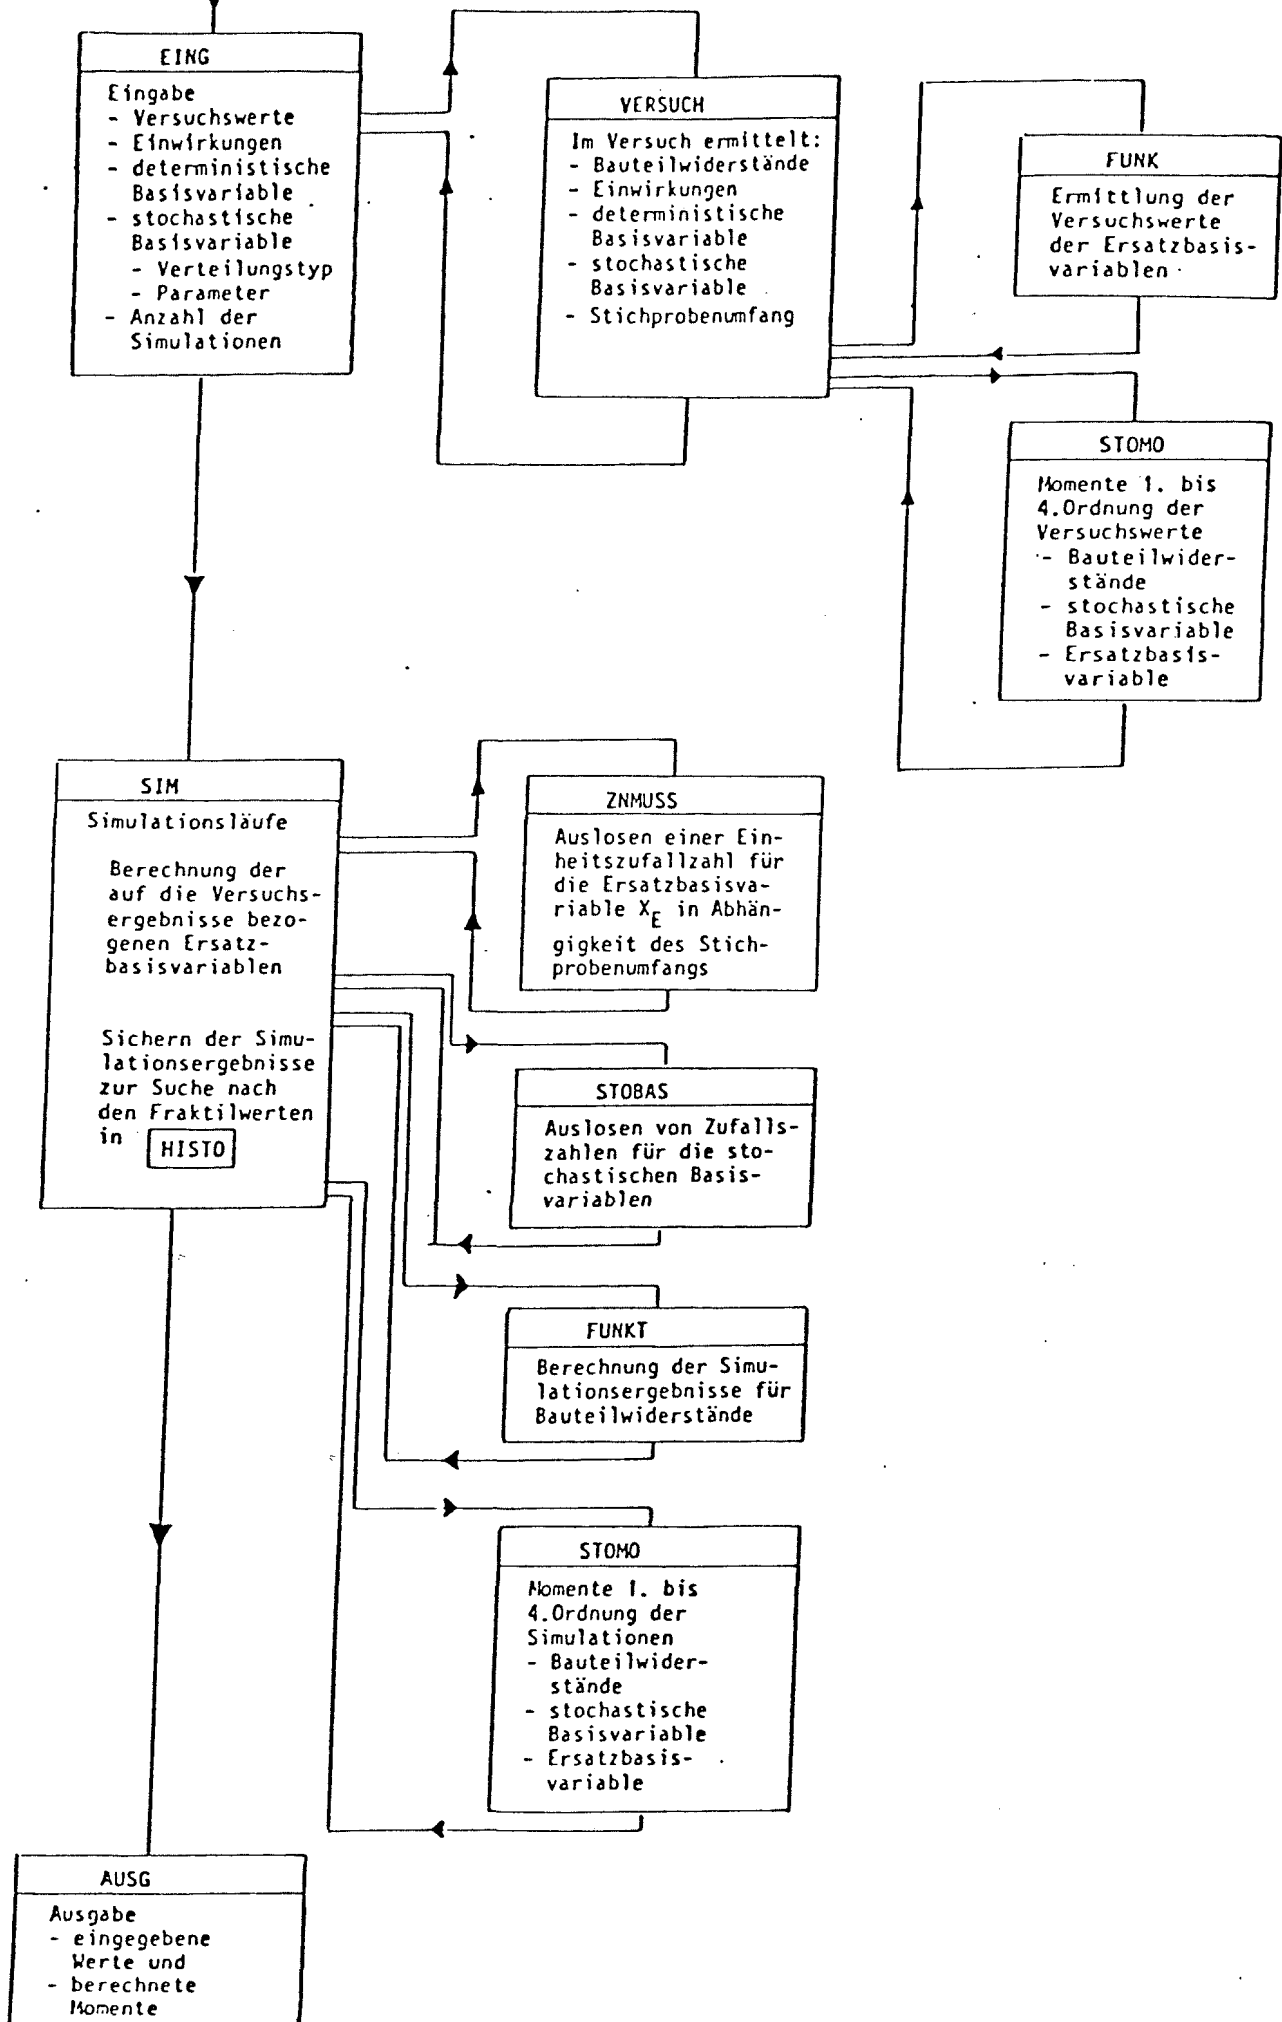 EING
Eingabe
- Versuchswerte
- Einwirkungen
- deterministische
Basisvariable
- stochastische
Basisvariable
- Verteilungstyp
- Parameter
- Anzahl der
Simulationen
VERSUCH
Im Versuch ermittelt:
- Bauteilwiderstände
- Einwirkungen
- deterministische
Basisvariable
- stochastische
Basisvariable
- Stichprobenumfang
FUNK
Ermittlung der
Versuchswerte
der Ersatzbasis-
variablen
STOMO
Momente 1. bis
4.Ordnung der
Versuchswerte
- Bauteilwider-
stände
- stochastische
Basisvariable
- Ersatzbasis-
variable
SIM
Simulationsläufe
Berechnung der
auf die Versuchs-
ergebnisse bezo-
genen Ersatz-
basisvariablen
Sichern der Simu-
lationsergebnisse
zur Suche nach
den Fraktilwerten
in HISTO
ZNMUSS
Auslosen einer Ein-
heitszufallzahl für
die Ersatzbasisva-
riable X_E in Abhän-
gigkeit des Stich-
probenumfangs
STOBAS
Auslosen von Zufalls-
zahlen für die sto-
chastischen Basis-
variablen
FUNKT
Berechnung der Simu-
lationsergebnisse für
Bauteilwiderstände
STOMO
Momente 1. bis
4.Ordnung der
Simulationen
- Bauteilwider-
stände
- stochastische
Basisvariable
- Ersatzbasis-
variable
AUSG
Ausgabe
- eingegebene
Werte und
- berechnete
Momente